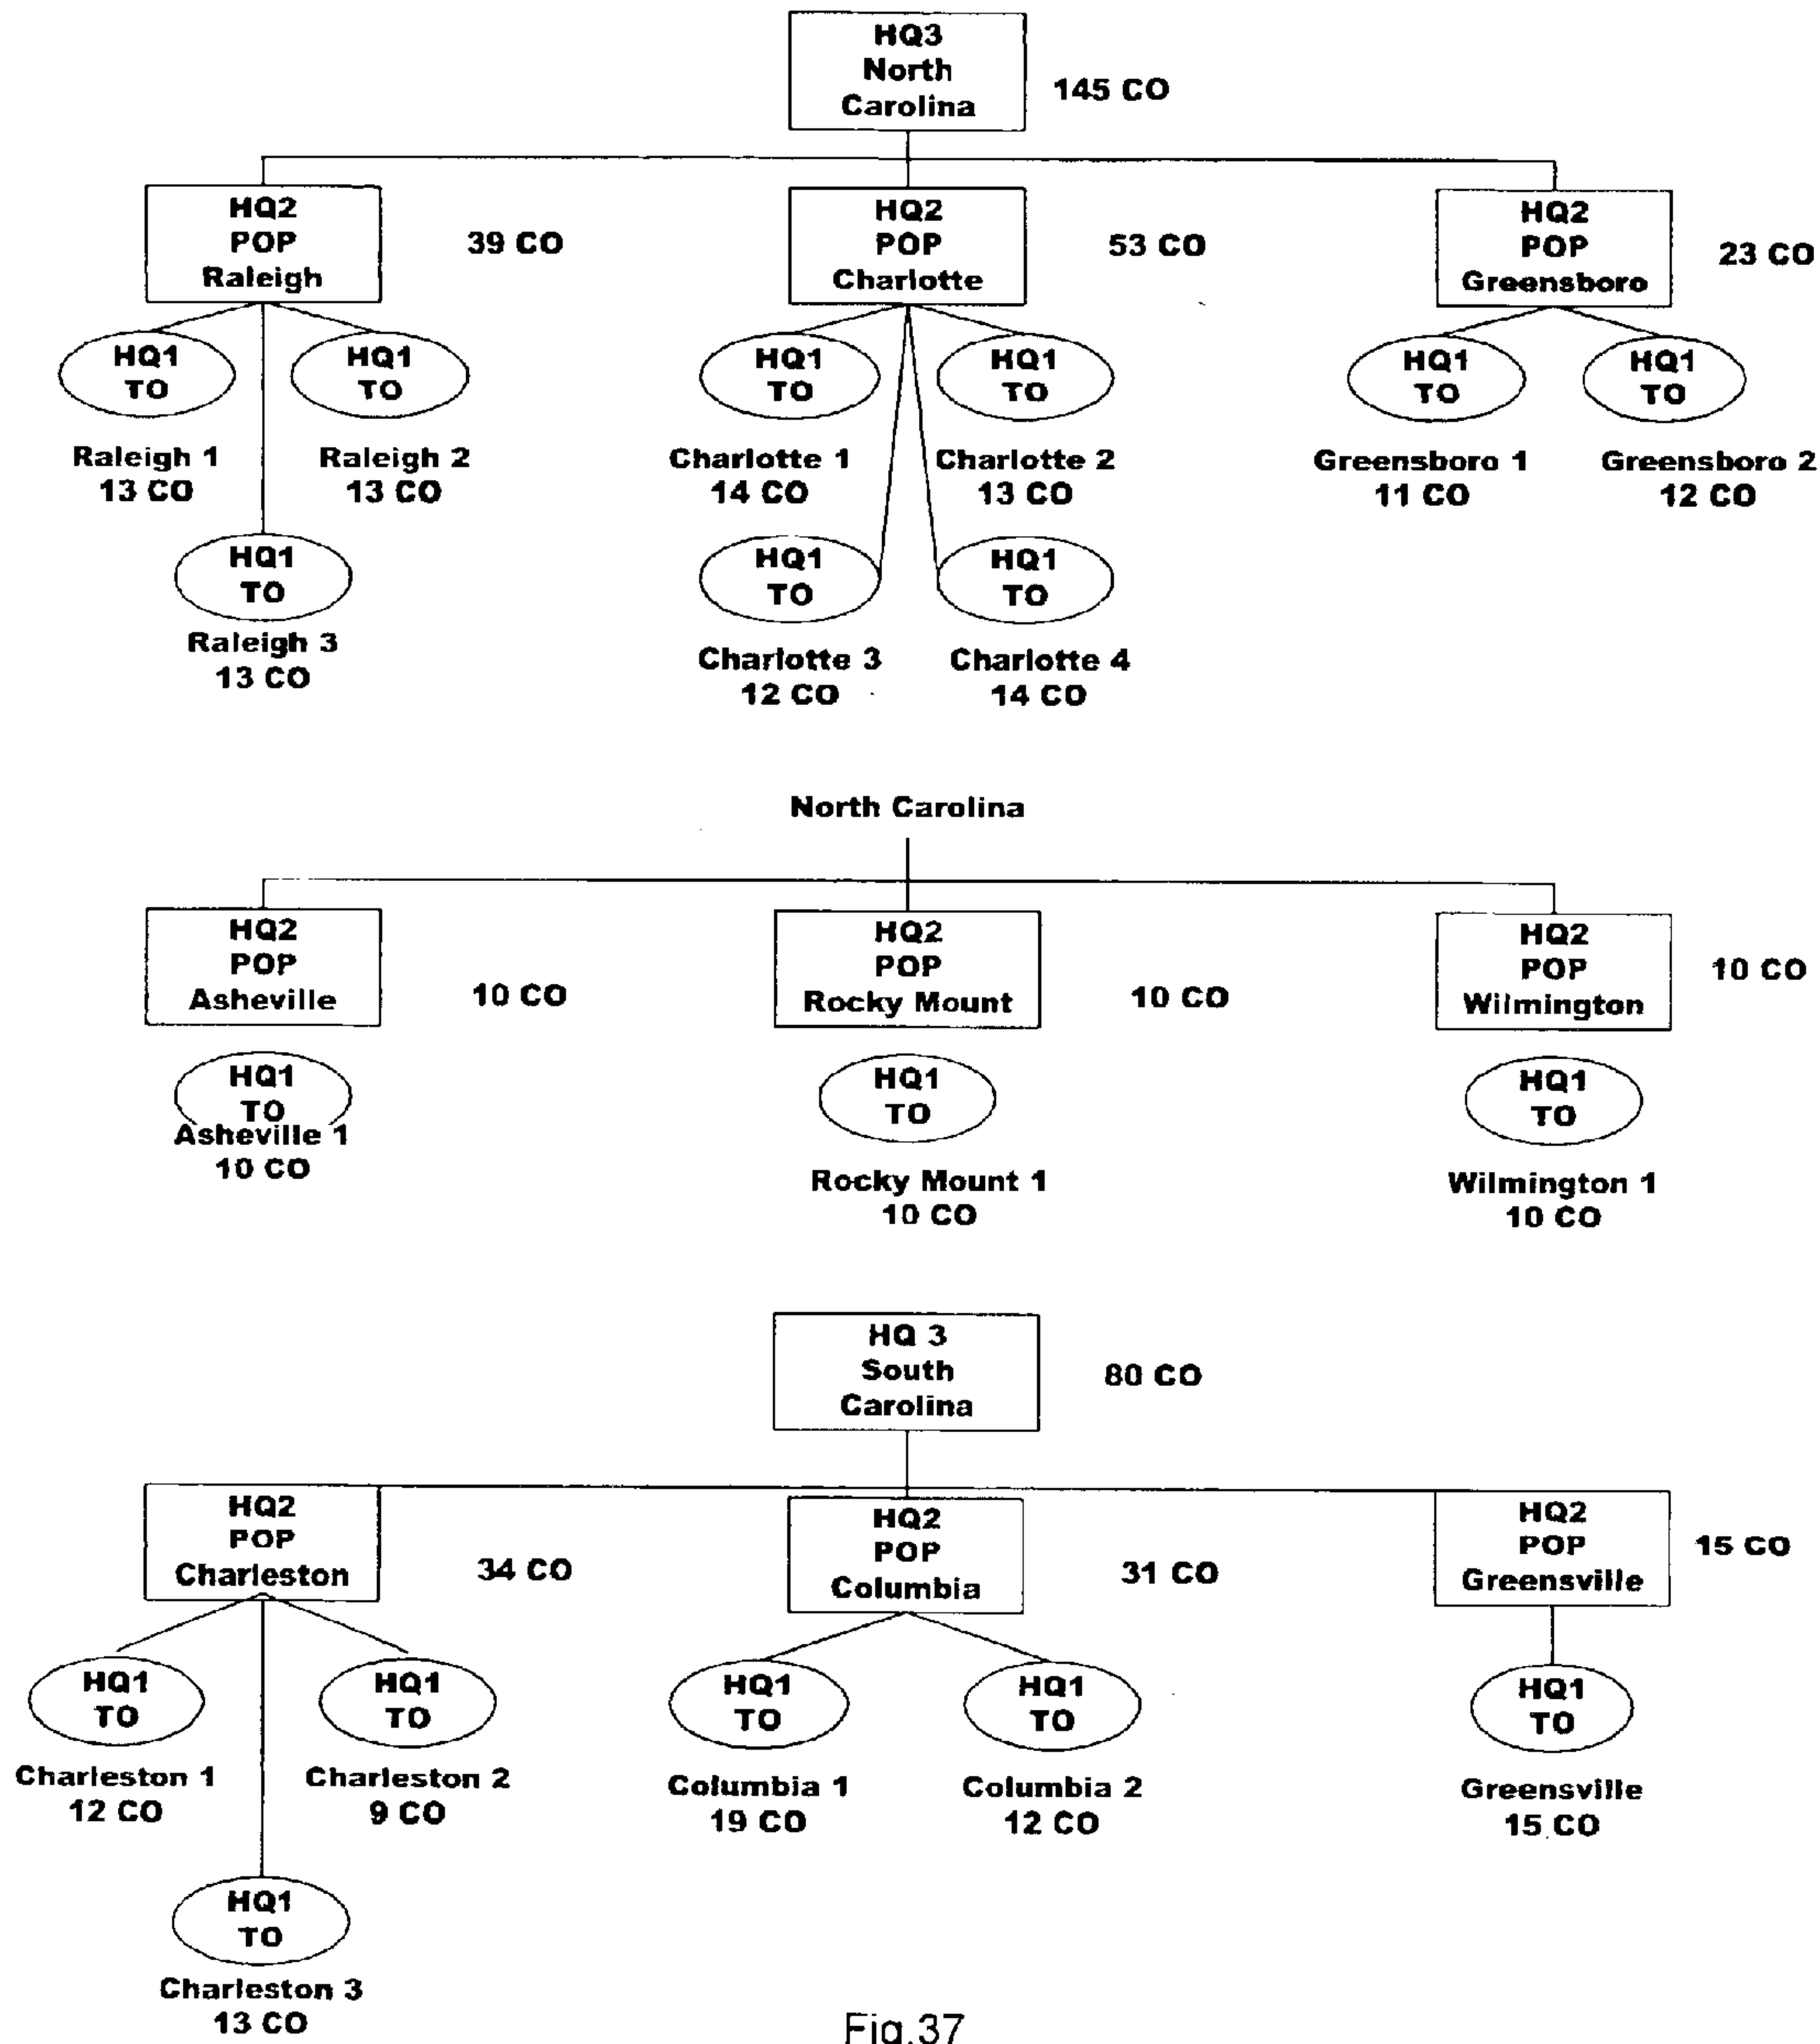 HQ3
North
Carolina
145 CO
HQ2
POP
Raleigh
39 CO
HQ2
POP
Charlotte
53 CO
HQ2
POP
Greensboro
23 CO
HQ1
TO
HQ1
TO
HQ1
TO
HQ1
TO
HQ1
TO
HQ1
TO
Raleigh 1
13 CO
Raleigh 2
13 CO
Charlotte 1
14 CO
Charlotte 2
13 CO
Greensboro 1
11 CO
Greensboro 2
12 CO
HQ1
TO
HQ1
TO
HQ1
TO
Raleigh 3
13 CO
Charlotte 3
12 CO
Charlotte 4
14 CO
North Carolina
HQ2
POP
Asheville
10 CO
HQ2
POP
Rocky Mount
10 CO
HQ2
POP
Wilmington
10 CO
HQ1
TO
Asheville 1
10 CO
HQ1
TO
Rocky Mount 1
10 CO
HQ1
TO
Wilmington 1
10 CO
HQ 3
South
Carolina
80 CO
HQ2
POP
Charleston
34 CO
HQ2
POP
Columbia
31 CO
HQ2
POP
Greensville
15 CO
HQ1
TO
HQ1
TO
HQ1
TO
HQ1
TO
HQ1
TO
Charleston 1
12 CO
Charleston 2
9 CO
Columbia 1
19 CO
Columbia 2
12 CO
Greensville
15 CO
HQ1
TO
Charleston 3
13 CO
Fig.37